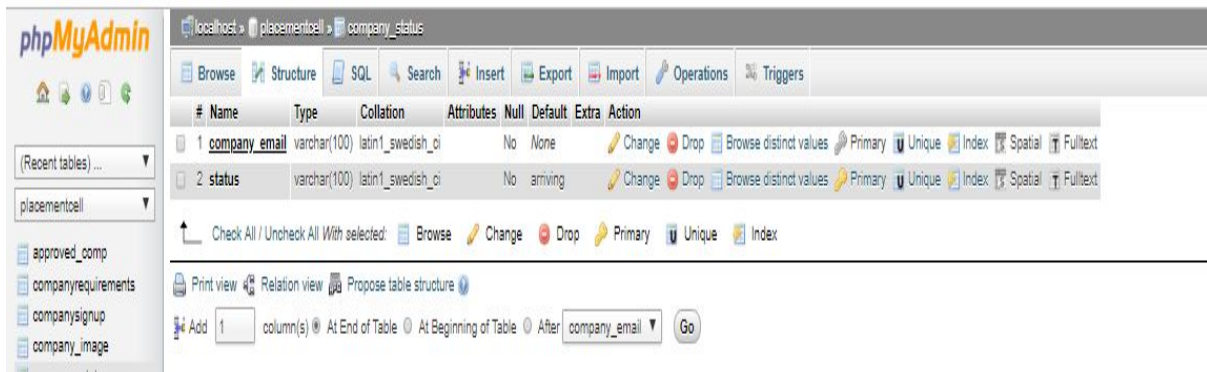 phpMyAdmin
localhost » placementcell » company_status
Browse Structure SQL Search Insert Export Import Operations Triggers
# Name Type Collation Attributes Null Default Extra Action
1 company_email varchar(100) latin1_swedish_ci No None Change Drop Browse distinct values Primary Unique Index Spatial Fulltext
2 status varchar(100) latin1_swedish_ci No arriving Change Drop Browse distinct values Primary Unique Index Spatial Fulltext
Check All / Uncheck All With selected: Browse Change Drop Primary Unique Index
Print view Relation view Propose table structure
Add 1 column(s) At End of Table At Beginning of Table After company_email Go
(Recent tables) ...
placementcell
approved_comp
companyrequirements
companysignup
company_image